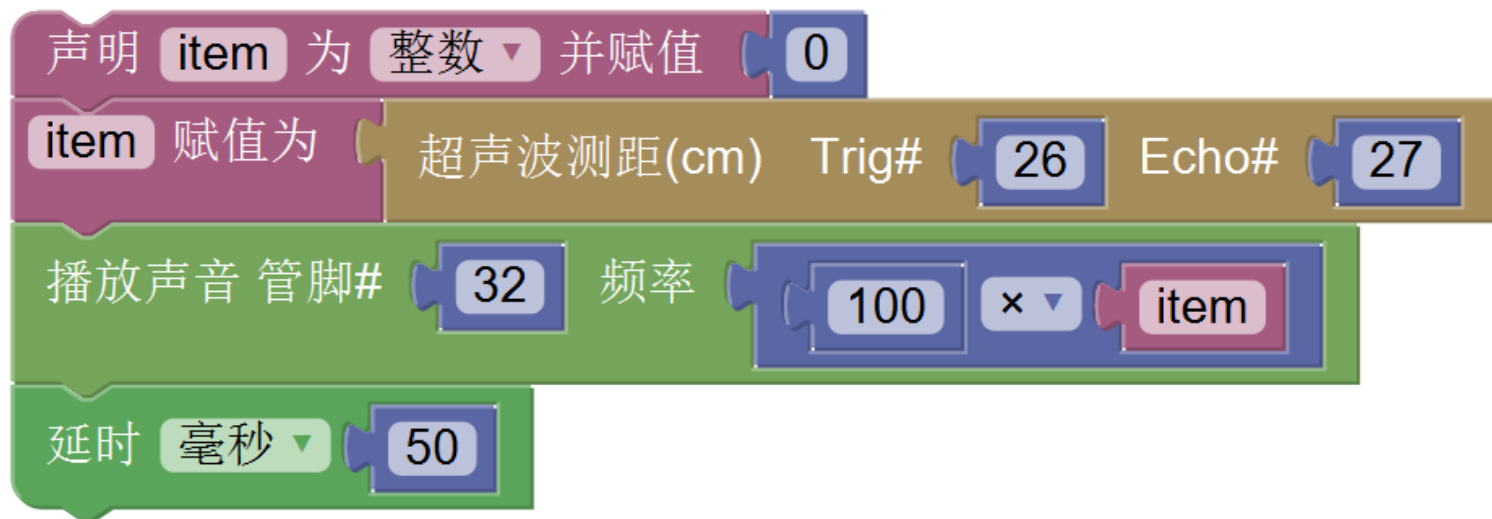 声明 item 为 整数 并赋值 0
item 赋值为 超声波测距(cm) Trig# 26 Echo# 27
播放声音 管脚# 32 频率 100 × item
延时 毫秒 50